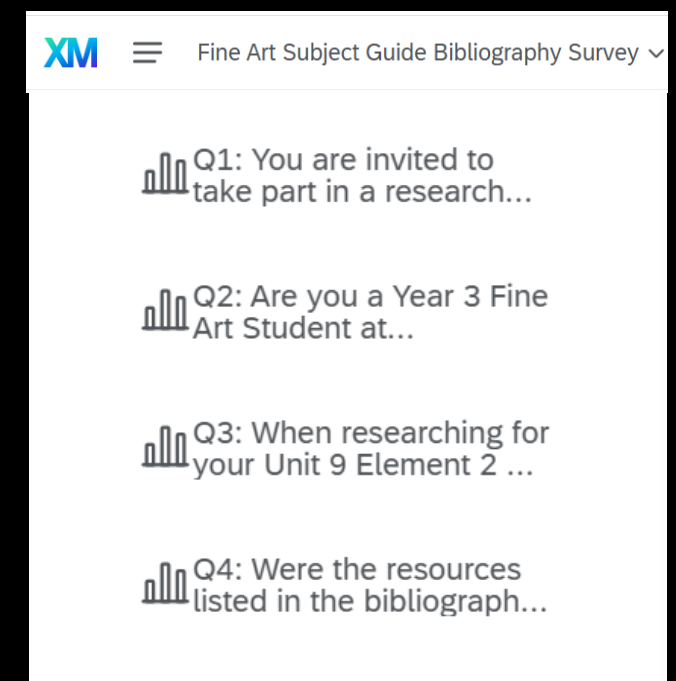 XM
Fine Art Subject Guide Bibliography Survey
Q1: You are invited to
take part in a research...
Q2: Are you a Year 3 Fine
Art Student at...
Q3: When researching for
your Unit 9 Element 2 ...
Q4: Were the resources
listed in the bibliograph...